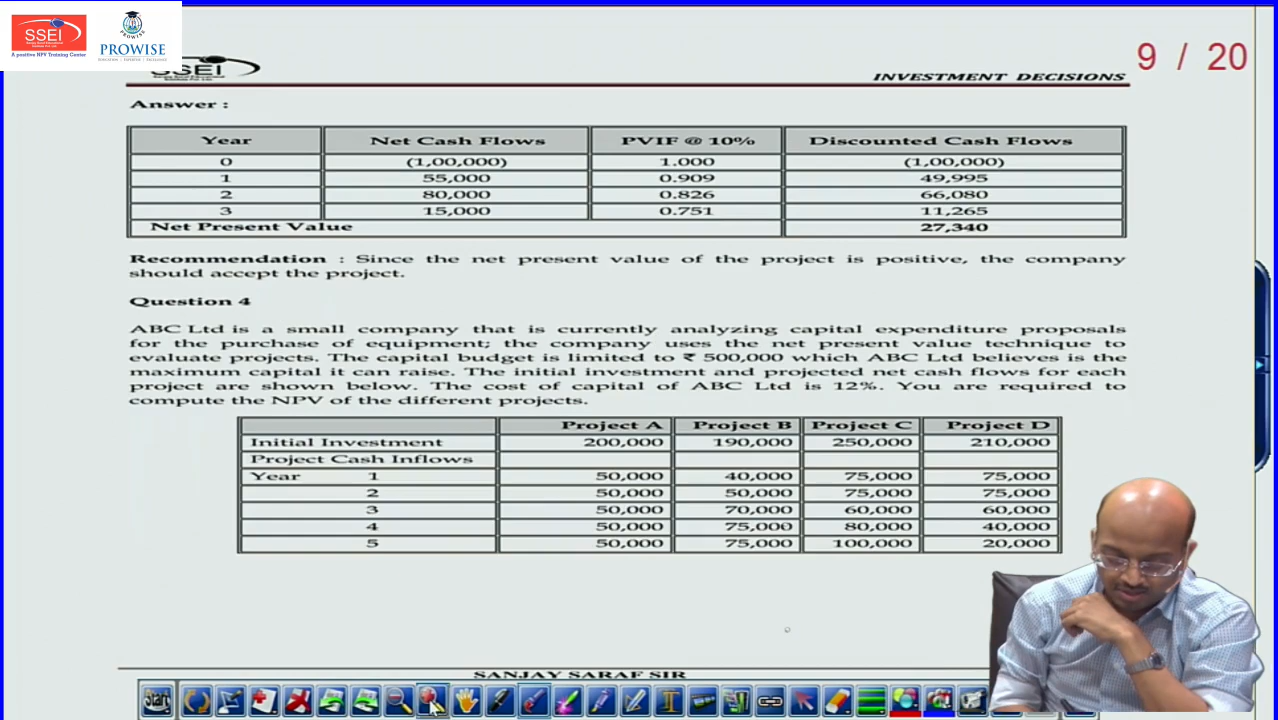 SSEI
A positive NPV Training Center
PROWISE
9 / 20
SSEI
INVESTMENT DECISIONS
Answer :
Year Net Cash Flows PVIF @ 10% Discounted Cash Flows
0 (1,00,000) 1.000 (1,00,000)
1 55,000 0.909 49,995
2 80,000 0.826 66,080
3 15,000 0.751 11,265
Net Present Value 27,340
Recommendation : Since the net present value of the project is positive, the company
should accept the project.
Question 4
ABC Ltd is a small company that is currently analyzing capital expenditure proposals
for the purchase of equipment; the company uses the net present value technique to
evaluate projects. The capital budget is limited to ₹ 500,000 which ABC Ltd believes is the
maximum capital it can raise. The initial investment and projected net cash flows for each
project are shown below. The cost of capital of ABC Ltd is 12%. You are required to
compute the NPV of the different projects.
Project A Project B Project C Project D
Initial Investment 200,000 190,000 250,000 210,000
Project Cash Inflows
Year 1 50,000 40,000 75,000 75,000
2 50,000 50,000 75,000 75,000
3 50,000 70,000 60,000 60,000
4 50,000 75,000 80,000 40,000
5 50,000 75,000 100,000 20,000
SANJAY SARAF SIR
Start